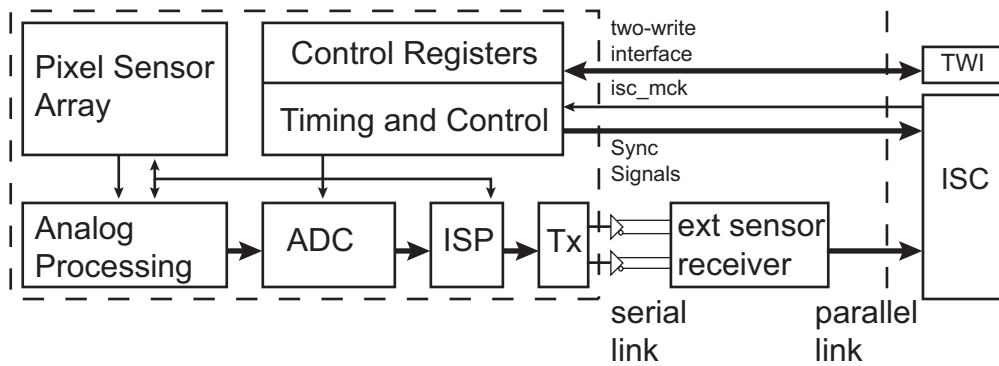 Pixel Sensor
Array
Control Registers
Timing and Control
two-write
interface
isc_mck
Sync
Signals
TWI
ISC
Analog
Processing
ADC
ISP
Tx
ext sensor
receiver
serial
link
parallel
link